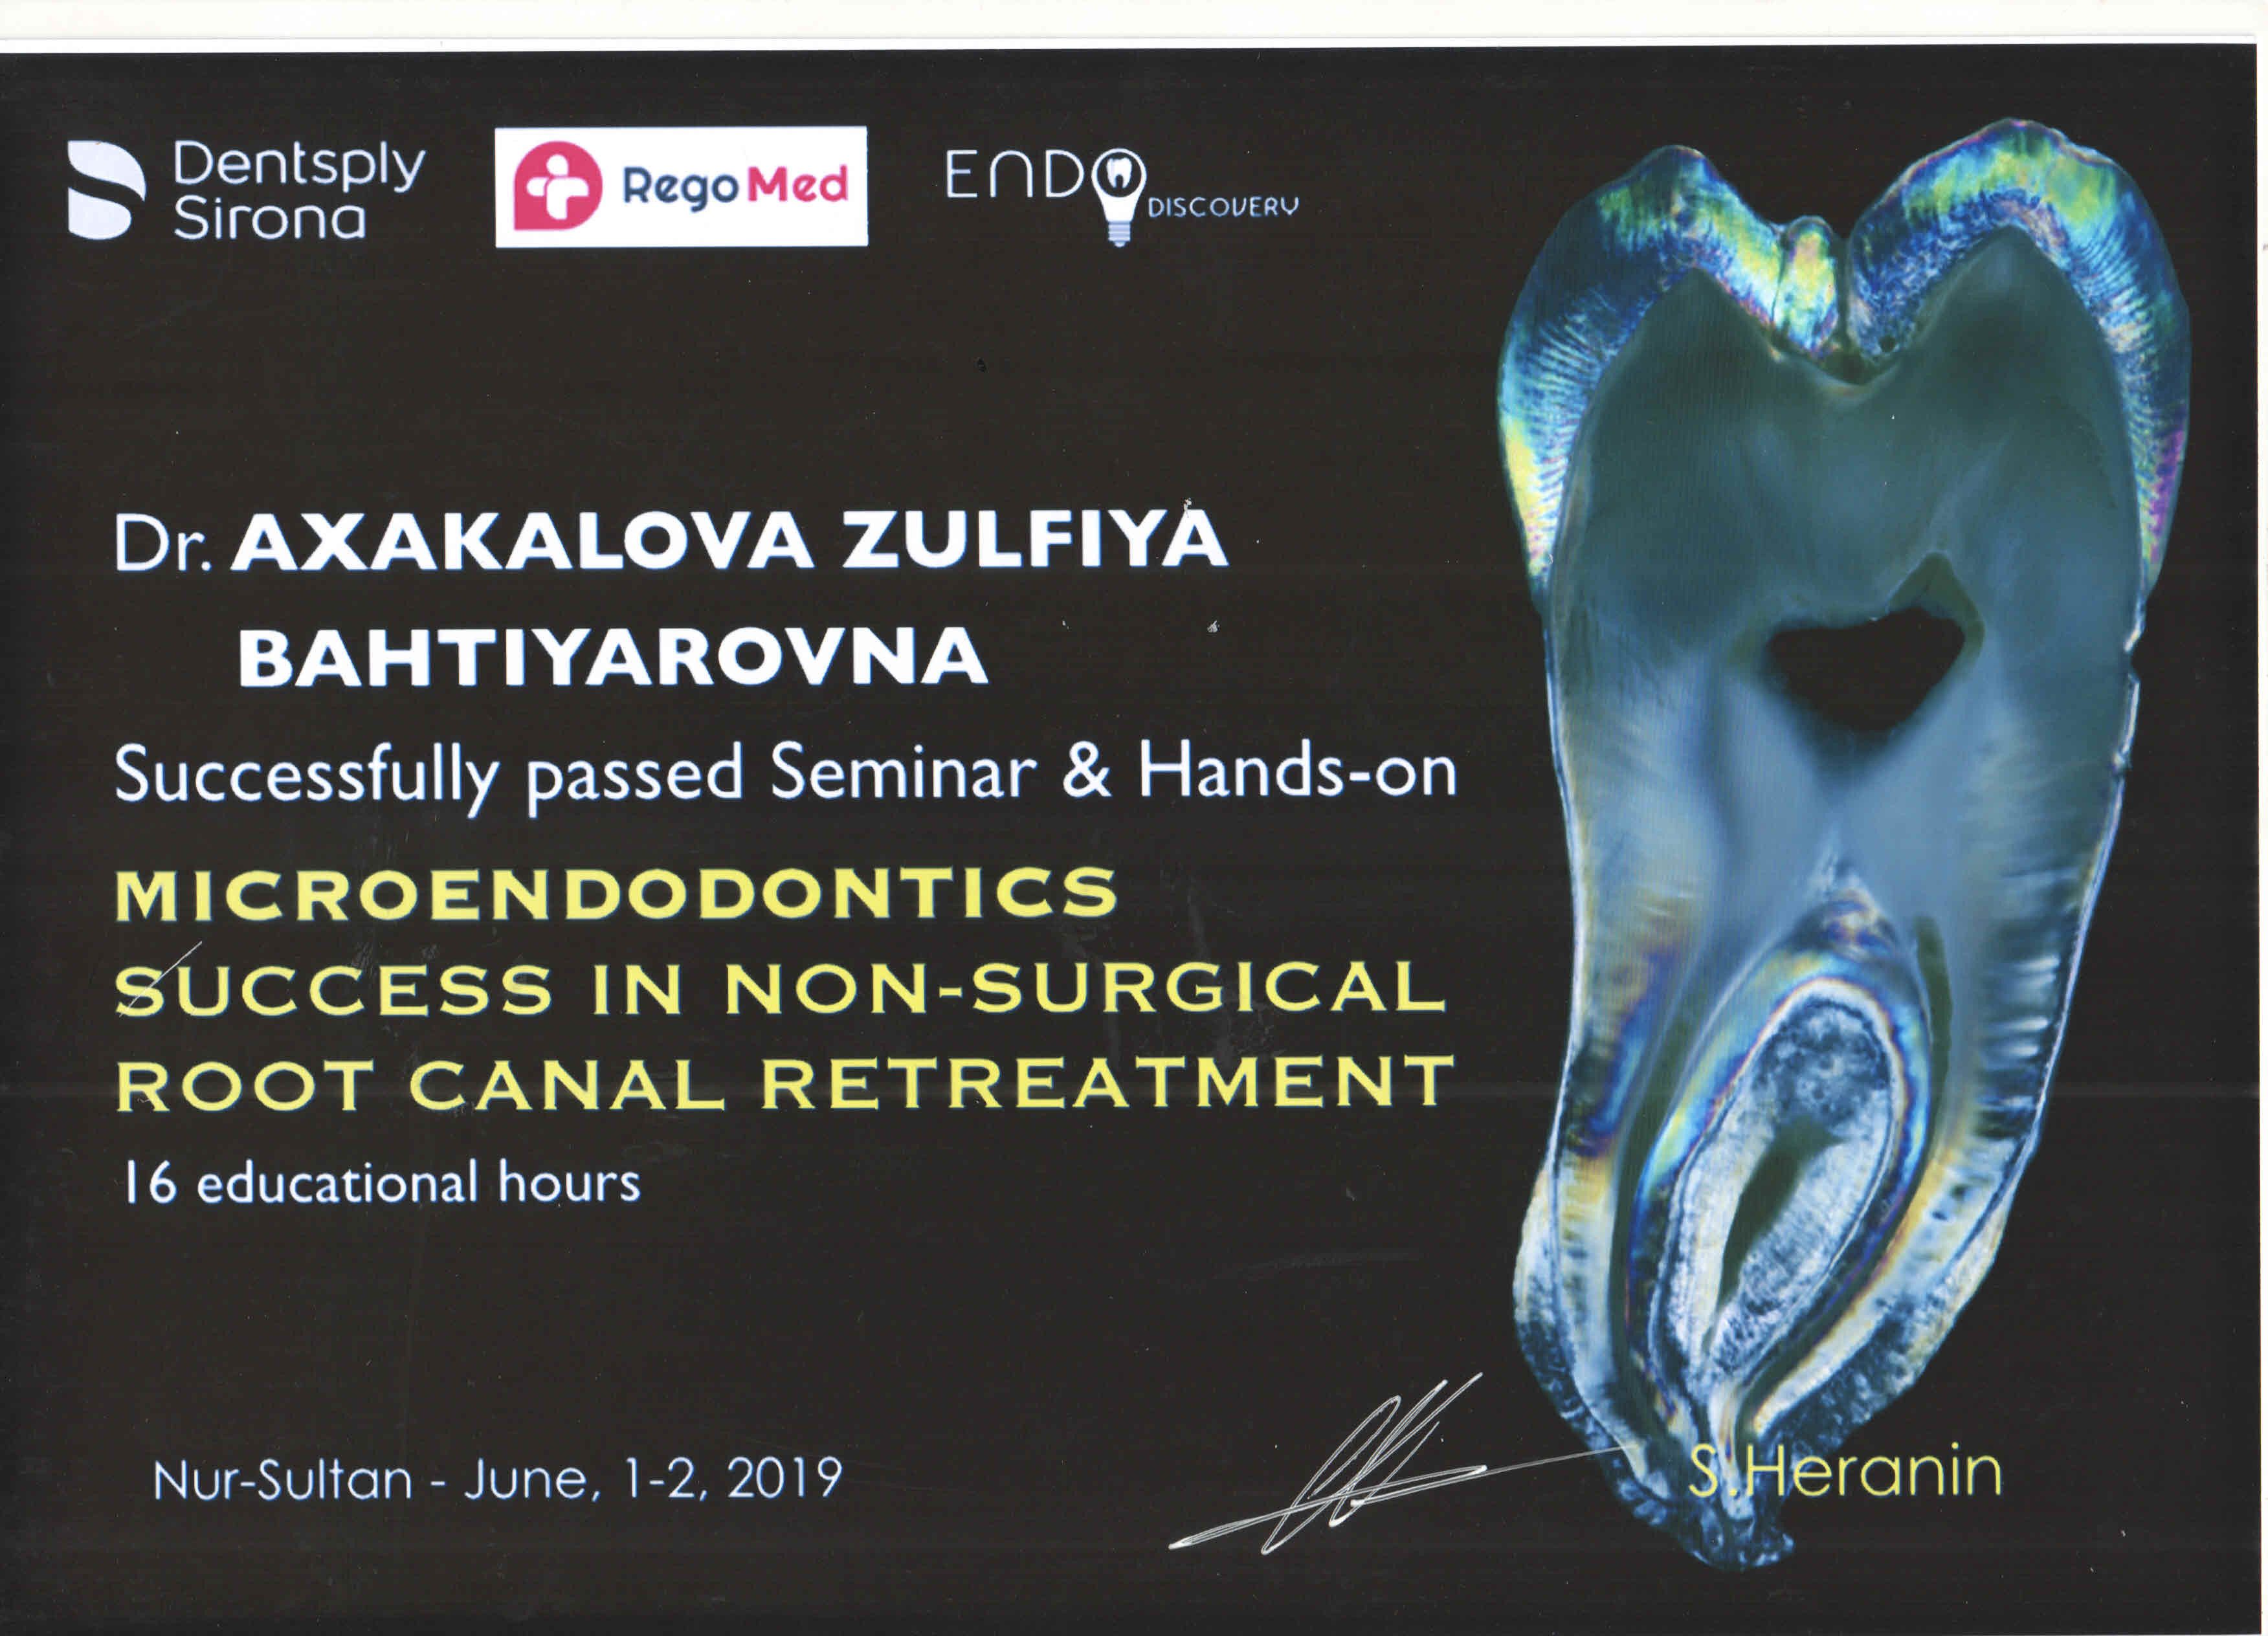 Dentsply
Sirona
RegoMed
ENDO
DISCOVERY
Dr. AXAKALOVA ZULFIYA
BAHTIYAROVNA
Successfully passed Seminar & Hands-on
MICROENDODONTICS
SUCCESS IN NON-SURGICAL
ROOT CANAL RETREATMENT
16 educational hours
Nur-Sultan - June, 1-2, 2019
S.Heranin